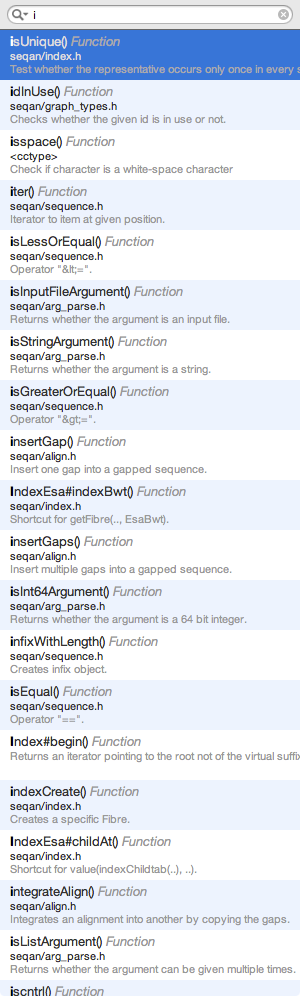 i
isUnique() Function
seqan/index.h
Test whether the representative occurs only once in every s
idInUse() Function
seqan/graph_types.h
Checks whether the given id is in use or not.
isspace() Function
<cctype>
Check if character is a white-space character
iter() Function
seqan/sequence.h
Iterator to item at given position.
isLessOrEqual() Function
seqan/sequence.h
Operator "&lt;=".
isInputFileArgument() Function
seqan/arg_parse.h
Returns whether the argument is an input file.
isStringArgument() Function
seqan/arg_parse.h
Returns whether the argument is a string.
isGreaterOrEqual() Function
seqan/sequence.h
Operator "&gt;=".
insertGap() Function
seqan/align.h
Insert one gap into a gapped sequence.
IndexEsa#indexBwt() Function
seqan/index.h
Shortcut for getFibre(.., EsaBwt).
insertGaps() Function
seqan/align.h
Insert multiple gaps into a gapped sequence.
isInt64Argument() Function
seqan/arg_parse.h
Returns whether the argument is a 64 bit integer.
infixWithLength() Function
seqan/sequence.h
Creates infix object.
isEqual() Function
seqan/sequence.h
Operator "==".
Index#begin() Function
Returns an iterator pointing to the root not of the virtual suffix
indexCreate() Function
seqan/index.h
Creates a specific Fibre.
IndexEsa#childAt() Function
seqan/index.h
Shortcut for value(indexChildtab(..), ..).
integrateAlign() Function
seqan/align.h
Integrates an alignment into another by copying the gaps.
isListArgument() Function
seqan/arg_parse.h
Returns whether the argument can be given multiple times.
iscntrl() Function